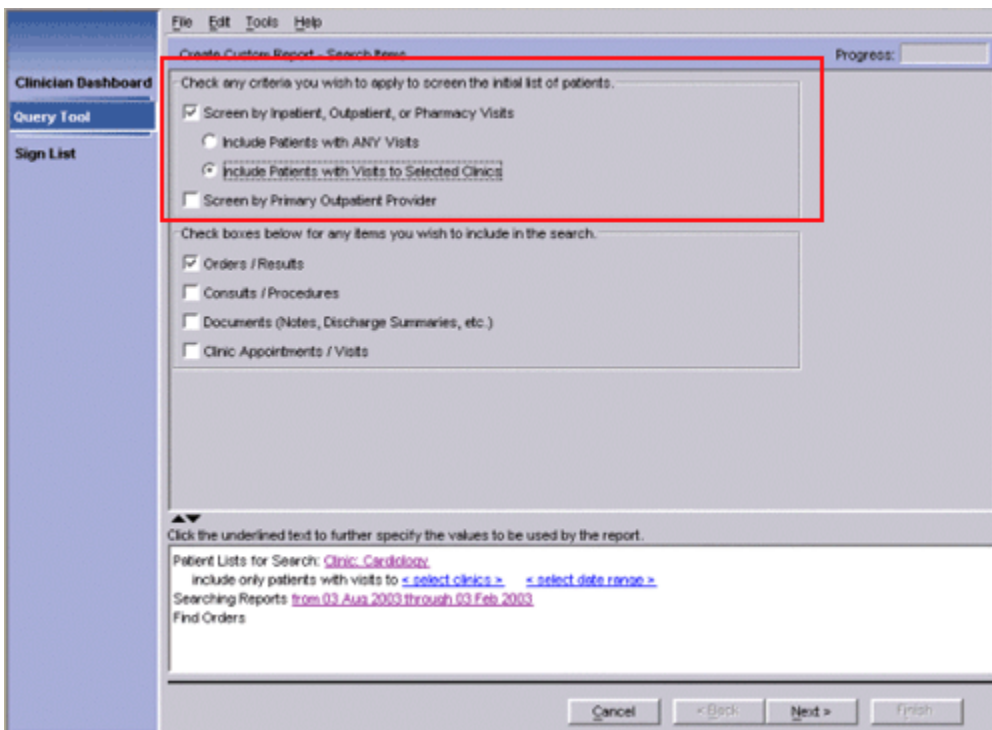 File Edit Tools Help
Create Custom Report - Search Items
Progress:
Clinician Dashboard
Query Tool
Sign List
Check any criteria you wish to apply to screen the initial list of patients.
Screen by Inpatient, Outpatient, or Pharmacy Visits
Include Patients with ANY Visits
Include Patients with Visits to Selected Clinics
Screen by Primary Outpatient Provider
Check boxes below for any items you wish to include in the search.
Orders / Results
Consults / Procedures
Documents (Notes, Discharge Summaries, etc.)
Clinic Appointments / Visits
Click the underlined text to further specify the values to be used by the report.
Patient Lists for Search: Clinic: Cardiology
include only patients with visits to < select clinics > < select date range >
Searching Reports from 03 Aug 2003 through 03 Feb 2003
Find Orders
Cancel < Back Next > Finish